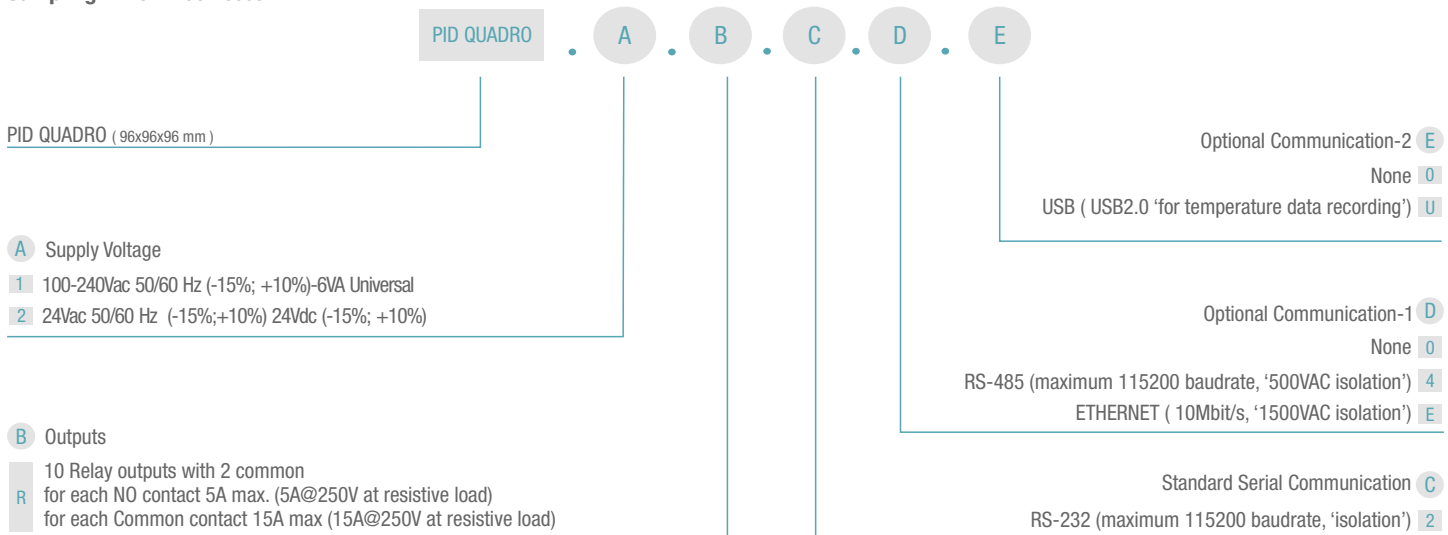 PID QUADRO . A . B . C . D . E
PID QUADRO ( 96x96x96 mm )
A Supply Voltage
1 100-240Vac 50/60 Hz (-15%; +10%)-6VA Universal
2 24Vac 50/60 Hz (-15%;+10%) 24Vdc (-15%; +10%)
B Outputs
R 10 Relay outputs with 2 common
for each NO contact 5A max. (5A@250V at resistive load)
for each Common contact 15A max (15A@250V at resistive load)
Optional Communication-2 E
None 0
USB ( USB2.0 ‘for temperature data recording’) U
Optional Communication-1 D
None 0
RS-485 (maximum 115200 baudrate, ‘500VAC isolation’) 4
ETHERNET ( 10Mbit/s, ‘1500VAC isolation’) E
Standard Serial Communication C
RS-232 (maximum 115200 baudrate, ‘isolation’) 2